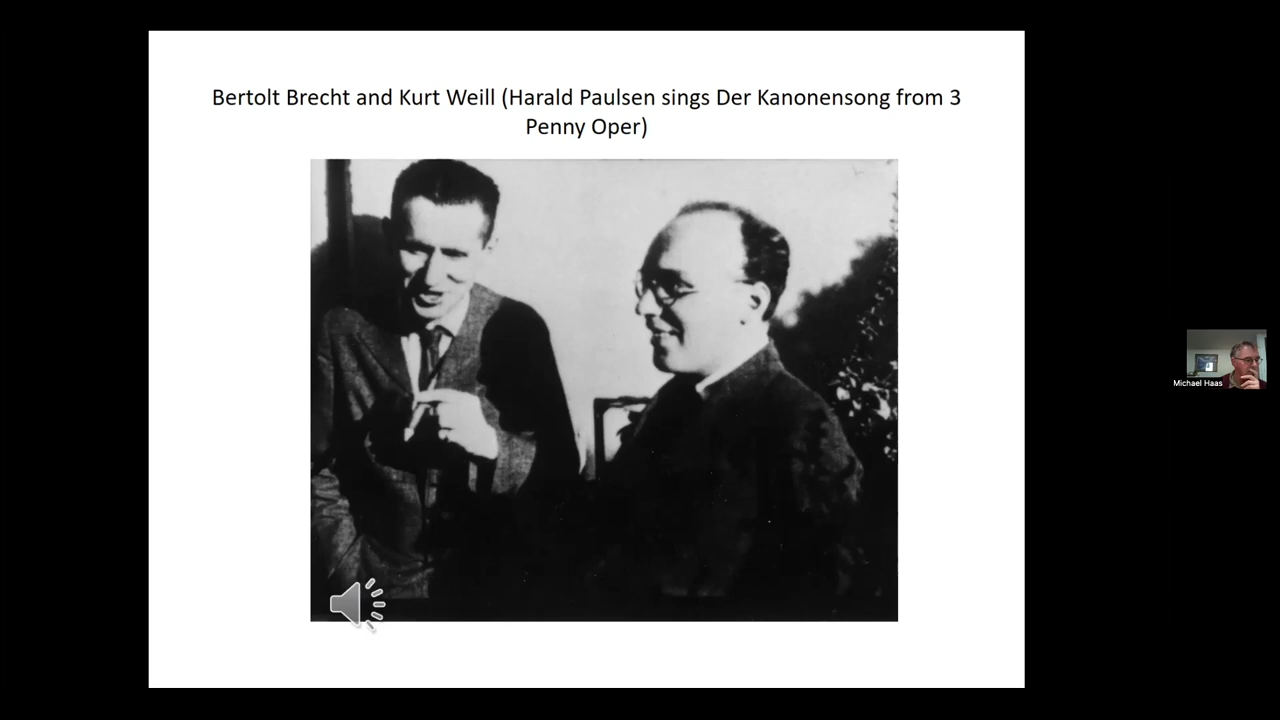 Bertolt Brecht and Kurt Weill (Harald Paulsen sings Der Kanonensong from 3
Penny Oper)
Michael Haas